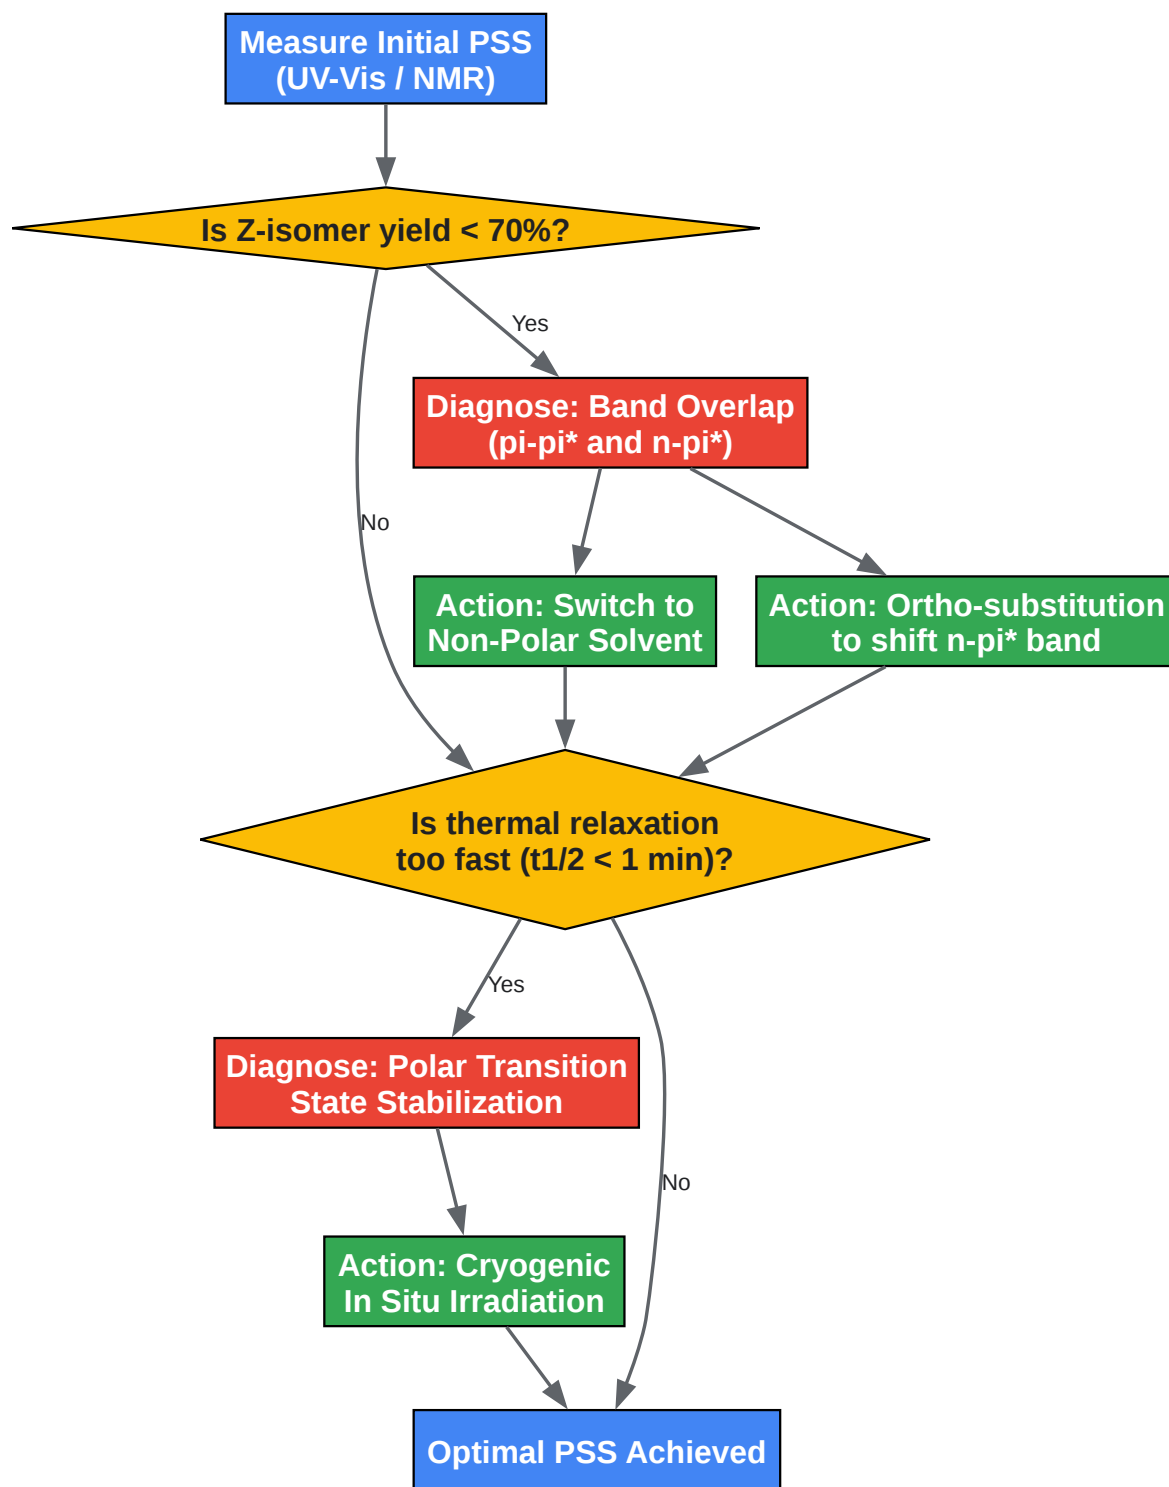 Measure Initial PSS
(UV-Vis / NMR)
Is Z-isomer yield < 70%?
Yes
Diagnose: Band Overlap
(pi-pi* and n-pi*)
No
Action: Switch to
Non-Polar Solvent
Action: Ortho-substitution
to shift n-pi* band
Is thermal relaxation
too fast (t1/2 < 1 min)?
Yes
Diagnose: Polar Transition
State Stabilization
No
Action: Cryogenic
In Situ Irradiation
Optimal PSS Achieved